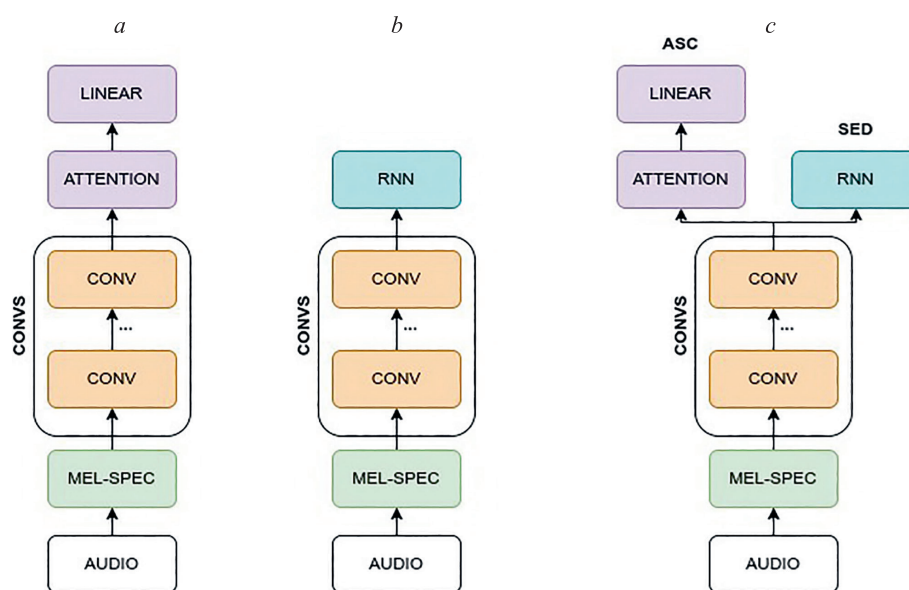 a
LINEAR
ATTENTION
CONVS
CONV
...
CONV
MEL-SPEC
AUDIO
b
RNN
CONVS
CONV
...
CONV
MEL-SPEC
AUDIO
c
ASC
LINEAR
SED
ATTENTION
RNN
CONVS
CONV
...
CONV
MEL-SPEC
AUDIO